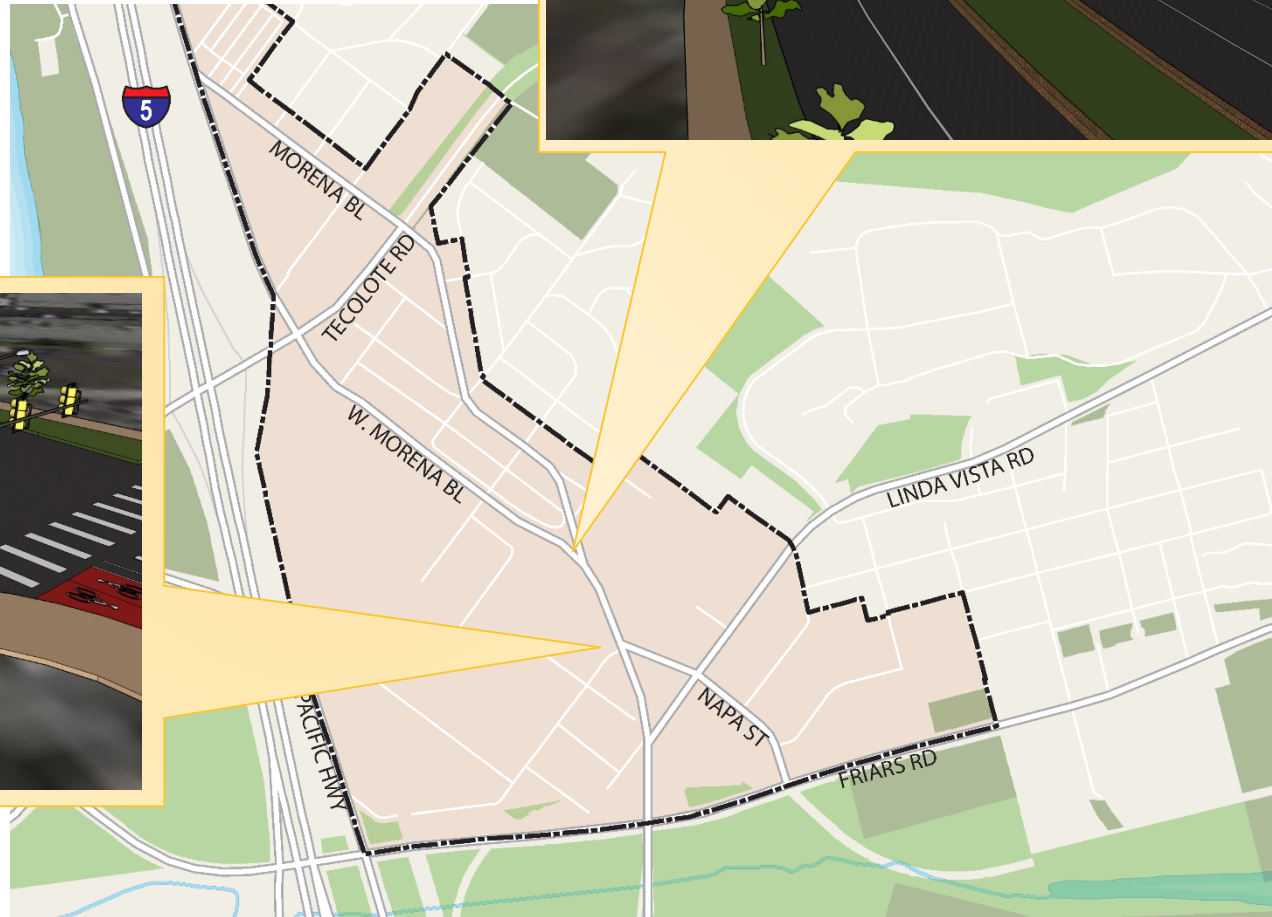 5
MORENA BL
TECOLOTE RD
W. MORENA BL
LINDA VISTA RD
NAPA ST
PACIFIC HWY
FRIARS RD